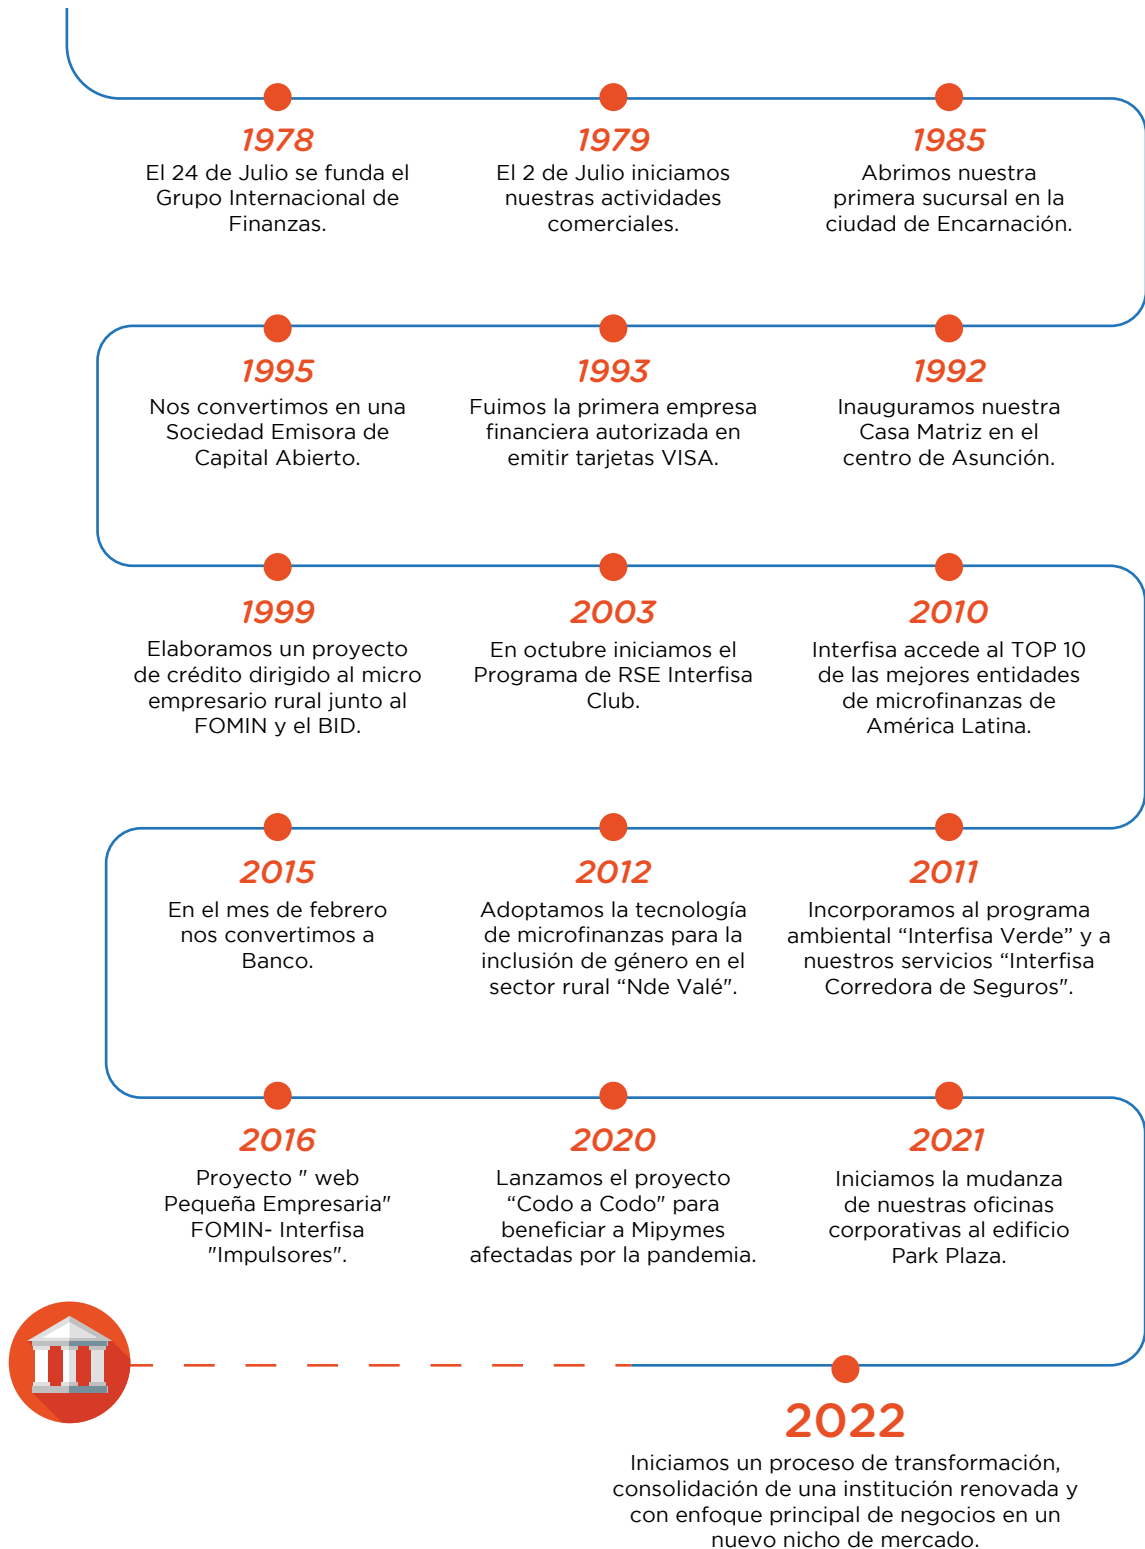 1978
El 24 de Julio se funda el
Grupo Internacional de
Finanzas.
1979
El 2 de Julio iniciamos
nuestras actividades
comerciales.
1985
Abrimos nuestra
primera sucursal en la
ciudad de Encarnación.
1992
Inauguramos nuestra
Casa Matriz en el
centro de Asunción.
1993
Fuimos la primera empresa
financiera autorizada en
emitir tarjetas VISA.
1995
Nos convertimos en una
Sociedad Emisora de
Capital Abierto.
1999
Elaboramos un proyecto
de crédito dirigido al micro
empresario rural junto al
FOMIN y el BID.
2003
En octubre iniciamos el
Programa de RSE Interfisa
Club.
2010
Interfisa accede al TOP 10
de las mejores entidades
de microfinanzas de
América Latina.
2011
Incorporamos al programa
ambiental “Interfisa Verde” y a
nuestros servicios “Interfisa
Corredora de Seguros".
2012
Adoptamos la tecnología
de microfinanzas para la
inclusión de género en el
sector rural “Nde Valé".
2015
En el mes de febrero
nos convertimos a
Banco.
2016
Proyecto " web
Pequeña Empresaria"
FOMIN- Interfisa
"Impulsores".
2020
Lanzamos el proyecto
“Codo a Codo" para
beneficiar a Mipymes
afectadas por la pandemia.
2021
Iniciamos la mudanza
de nuestras oficinas
corporativas al edificio
Park Plaza.
2022
Iniciamos un proceso de transformación,
consolidación de una institución renovada y
con enfoque principal de negocios en un
nuevo nicho de mercado.